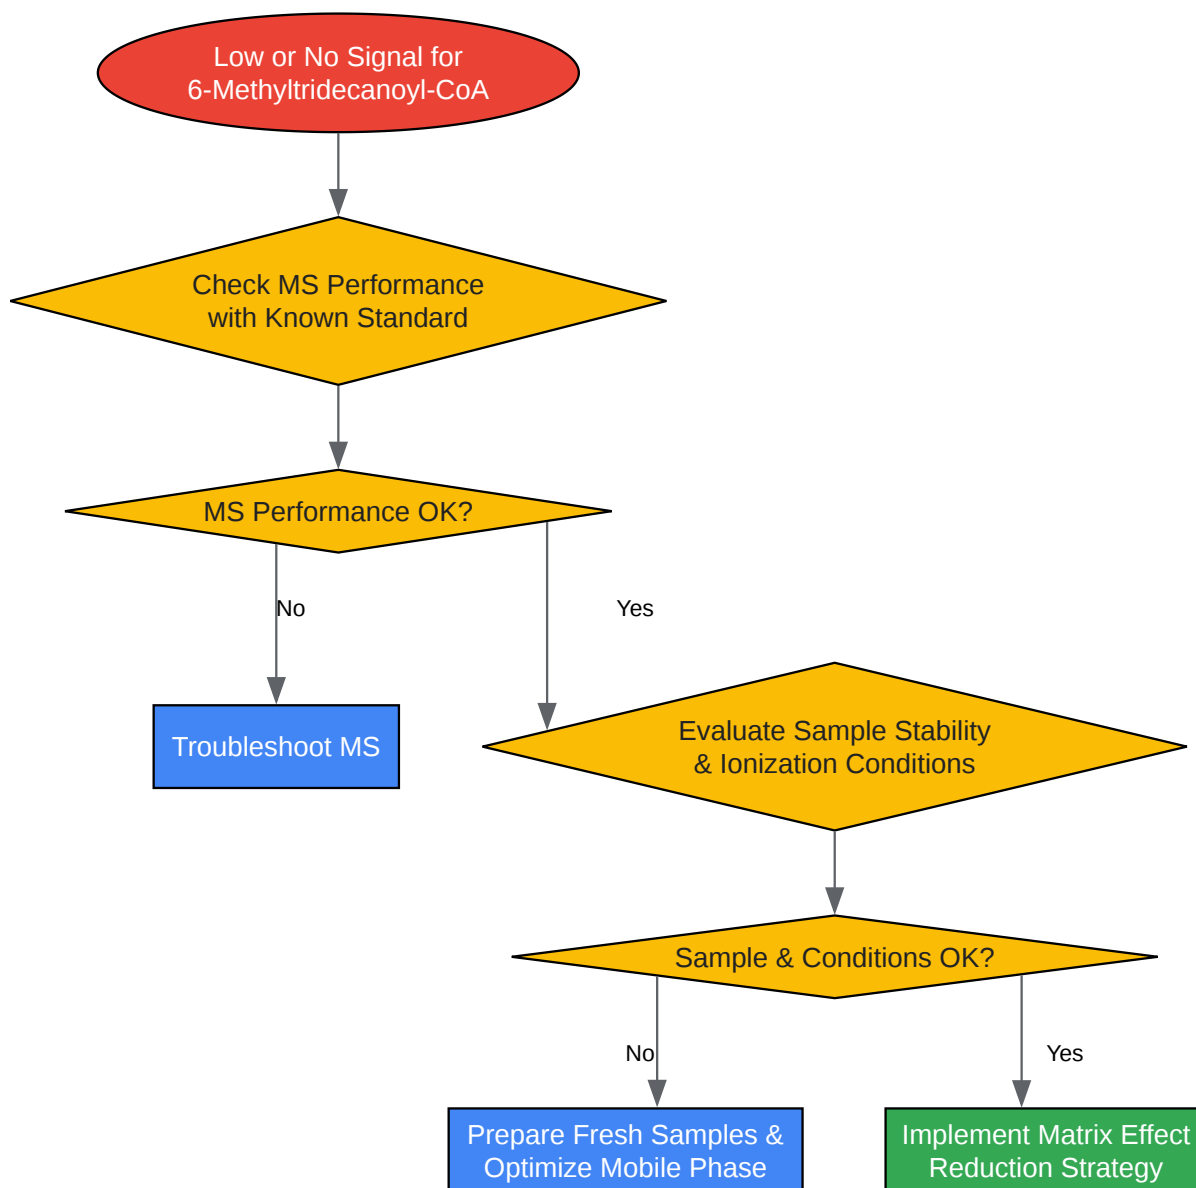 Low or No Signal for
6-Methyltridecanoyl-CoA
Check MS Performance
with Known Standard
MS Performance OK?
No
Yes
Troubleshoot MS
Evaluate Sample Stability
& Ionization Conditions
Sample & Conditions OK?
No
Yes
Prepare Fresh Samples &
Optimize Mobile Phase
Implement Matrix Effect
Reduction Strategy